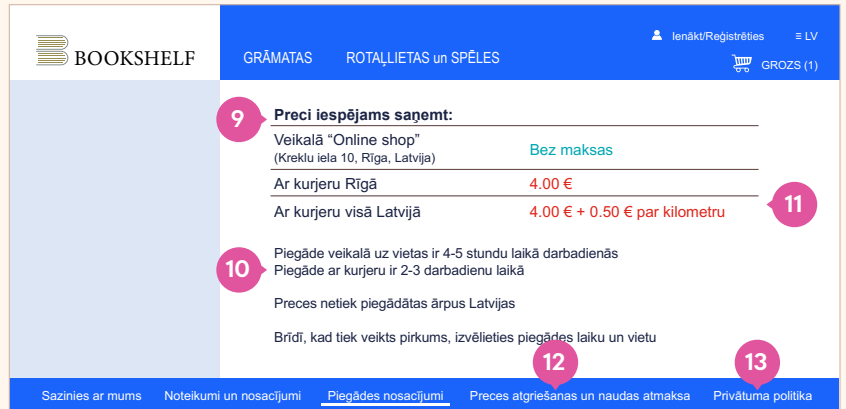 BOOKSHELF
GRĀMATAS
ROTAĻLIETAS un SPĒLES
Ienākt/Reģistrēties
≡ LV
GROZS (1)
9
Preci iespējams saņemt:
Veikalā “Online shop”
(Kreklu iela 10, Rīga, Latvija)
Bez maksas
Ar kurjeru Rīgā
4.00 €
Ar kurjeru visā Latvijā
4.00 € + 0.50 € par kilometru
11
10
Piegāde veikalā uz vietas ir 4-5 stundu laikā darbadienās
Piegāde ar kurjeru ir 2-3 darbadienu laikā
Preces netiek piegādātas ārpus Latvijas
Brīdī, kad tiek veikts pirkums, izvēlieties piegādes laiku un vietu
12
13
Sazinies ar mums
Noteikumi un nosacījumi
Piegādes nosacījumi
Preces atgriešanas un naudas atmaksa
Privātuma politika